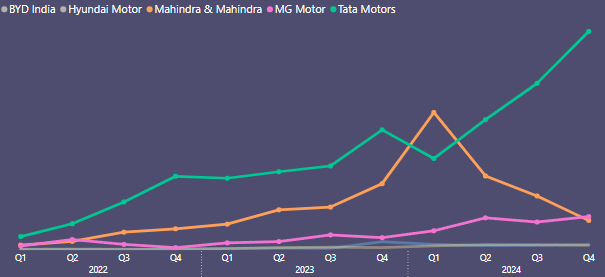 BYD India Hyundai Motor Mahindra & Mahindra MG Motor Tata Motors
Q1 Q2 Q3 Q4 Q1 Q2 Q3 Q4 Q1 Q2 Q3 Q4
2022 2023 2024